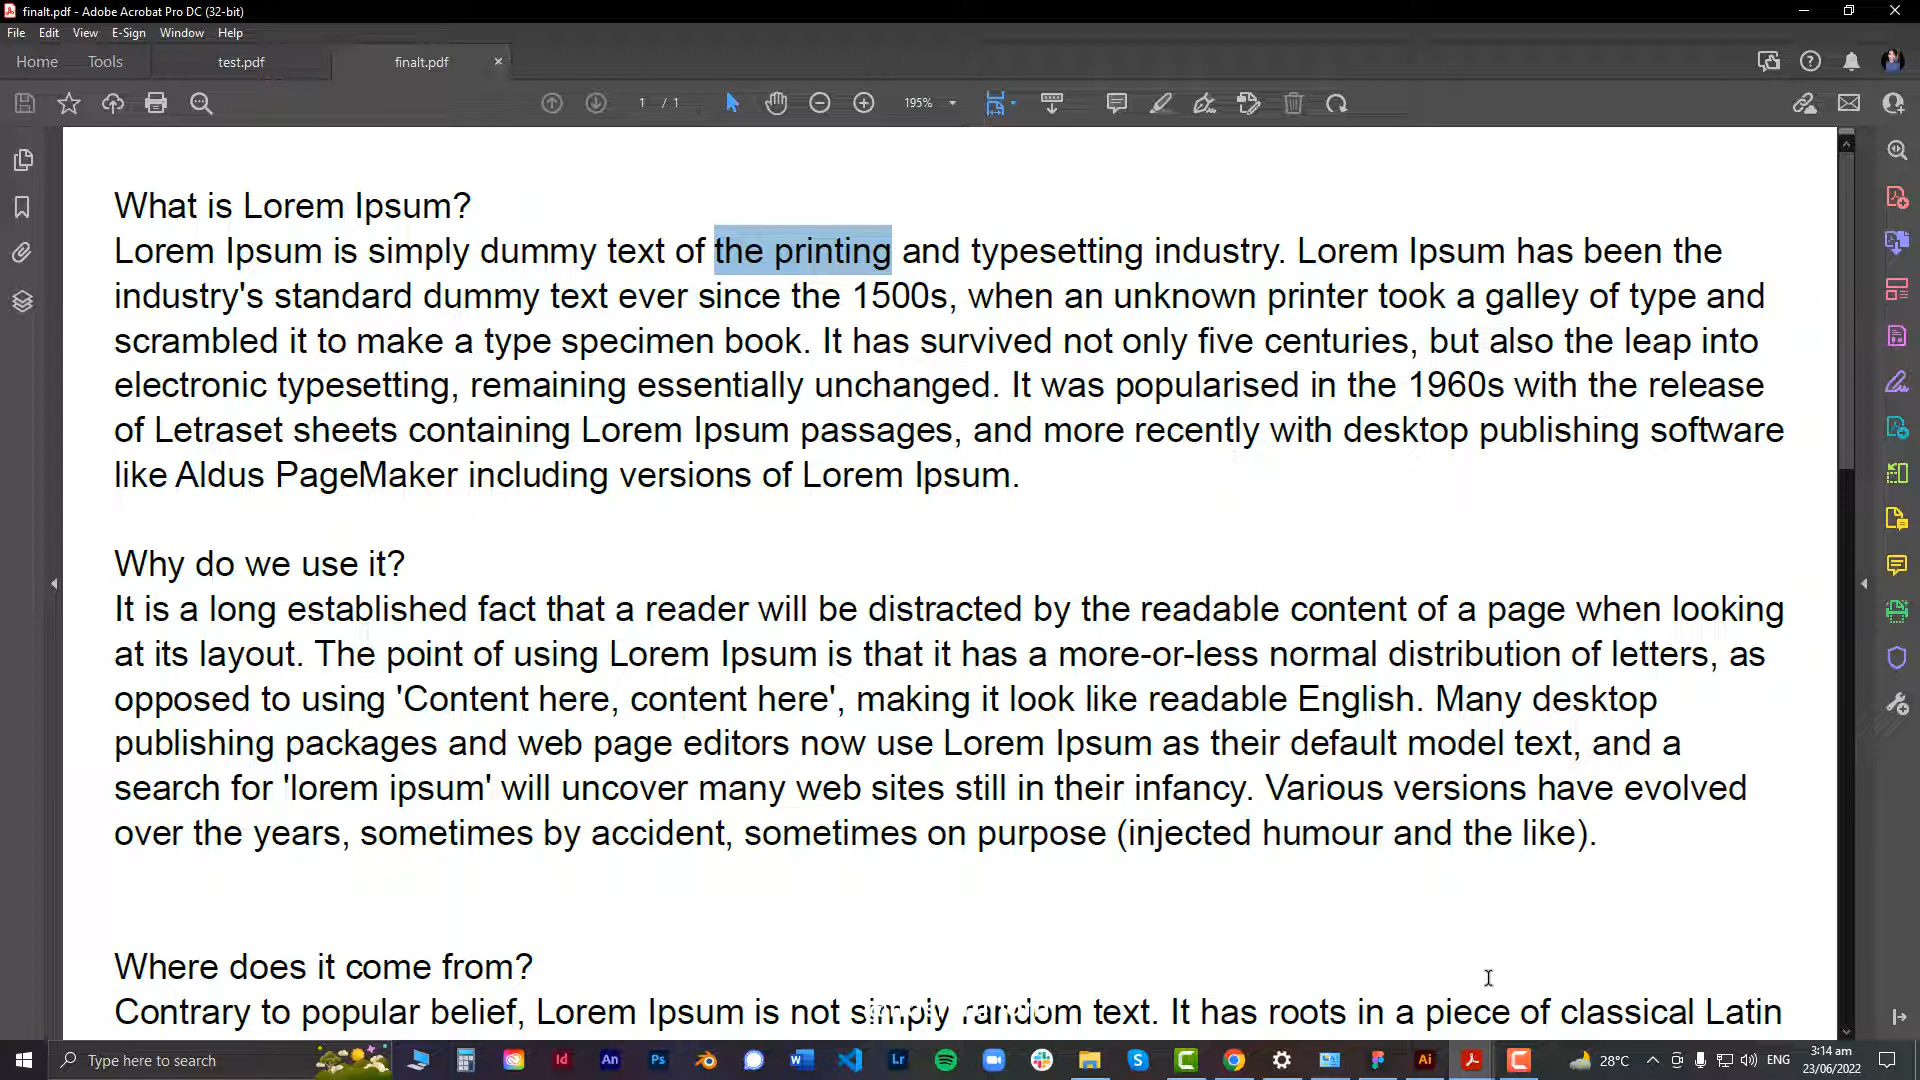 finalt.pdf - Adobe Acrobat Pro DC (32-bit)
File Edit View E-Sign Window Help
Home Tools test.pdf finalt.pdf
1 / 1 195%
What is Lorem Ipsum?
Lorem Ipsum is simply dummy text of the printing and typesetting industry. Lorem Ipsum has been the
industry's standard dummy text ever since the 1500s, when an unknown printer took a galley of type and
scrambled it to make a type specimen book. It has survived not only five centuries, but also the leap into
electronic typesetting, remaining essentially unchanged. It was popularised in the 1960s with the release
of Letraset sheets containing Lorem Ipsum passages, and more recently with desktop publishing software
like Aldus PageMaker including versions of Lorem Ipsum.
Why do we use it?
It is a long established fact that a reader will be distracted by the readable content of a page when looking
at its layout. The point of using Lorem Ipsum is that it has a more-or-less normal distribution of letters, as
opposed to using 'Content here, content here', making it look like readable English. Many desktop
publishing packages and web page editors now use Lorem Ipsum as their default model text, and a
search for 'lorem ipsum' will uncover many web sites still in their infancy. Various versions have evolved
over the years, sometimes by accident, sometimes on purpose (injected humour and the like).
Where does it come from?
Contrary to popular belief, Lorem Ipsum is not simply random text. It has roots in a piece of classical Latin
Type here to search
Id An Ps Lr Ai
28°C ENG
3:14 am
23/06/2022